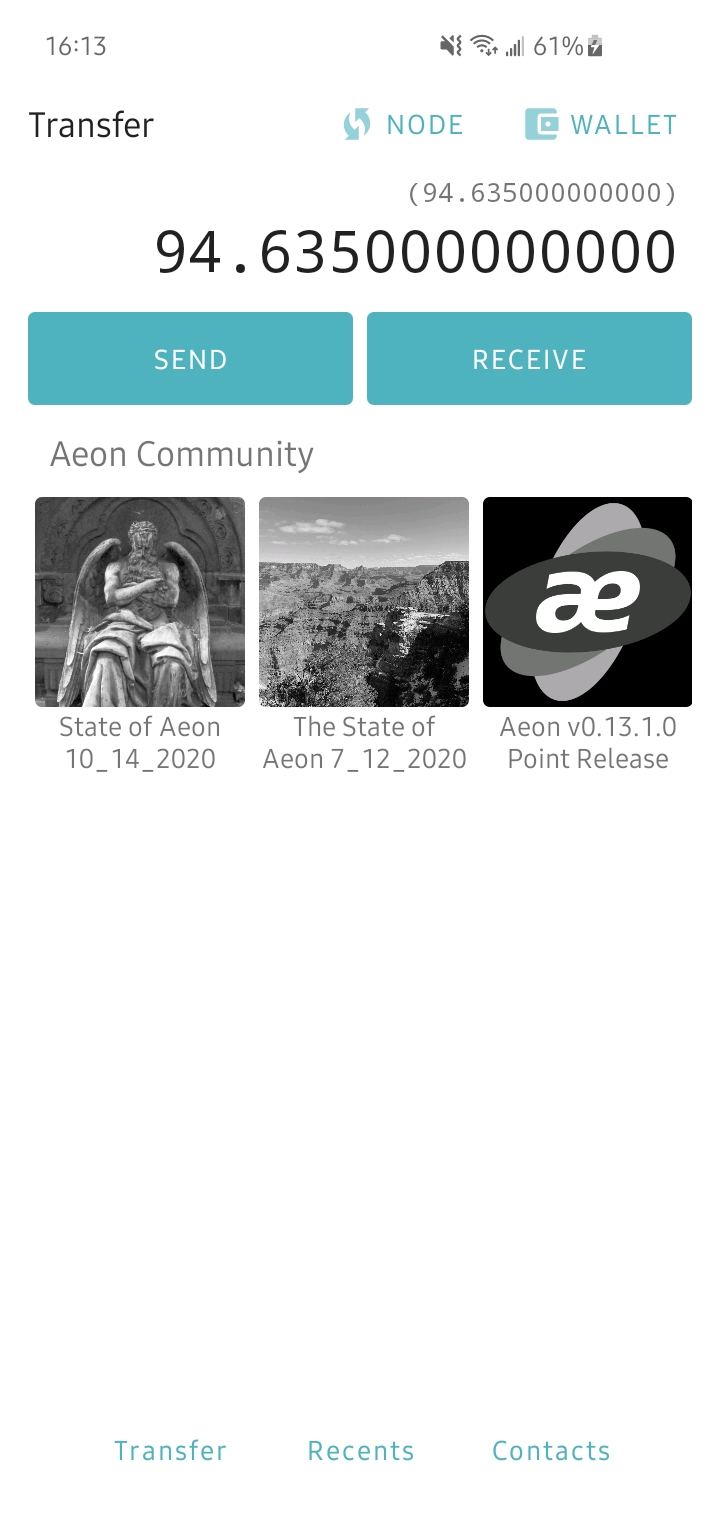 16:13 61%
Transfer NODE WALLET
(94.635000000000)
94.635000000000
SEND RECEIVE
Aeon Community
æ
State of Aeon
10_14_2020
The State of
Aeon 7_12_2020
Aeon v0.13.1.0
Point Release
Transfer Recents Contacts